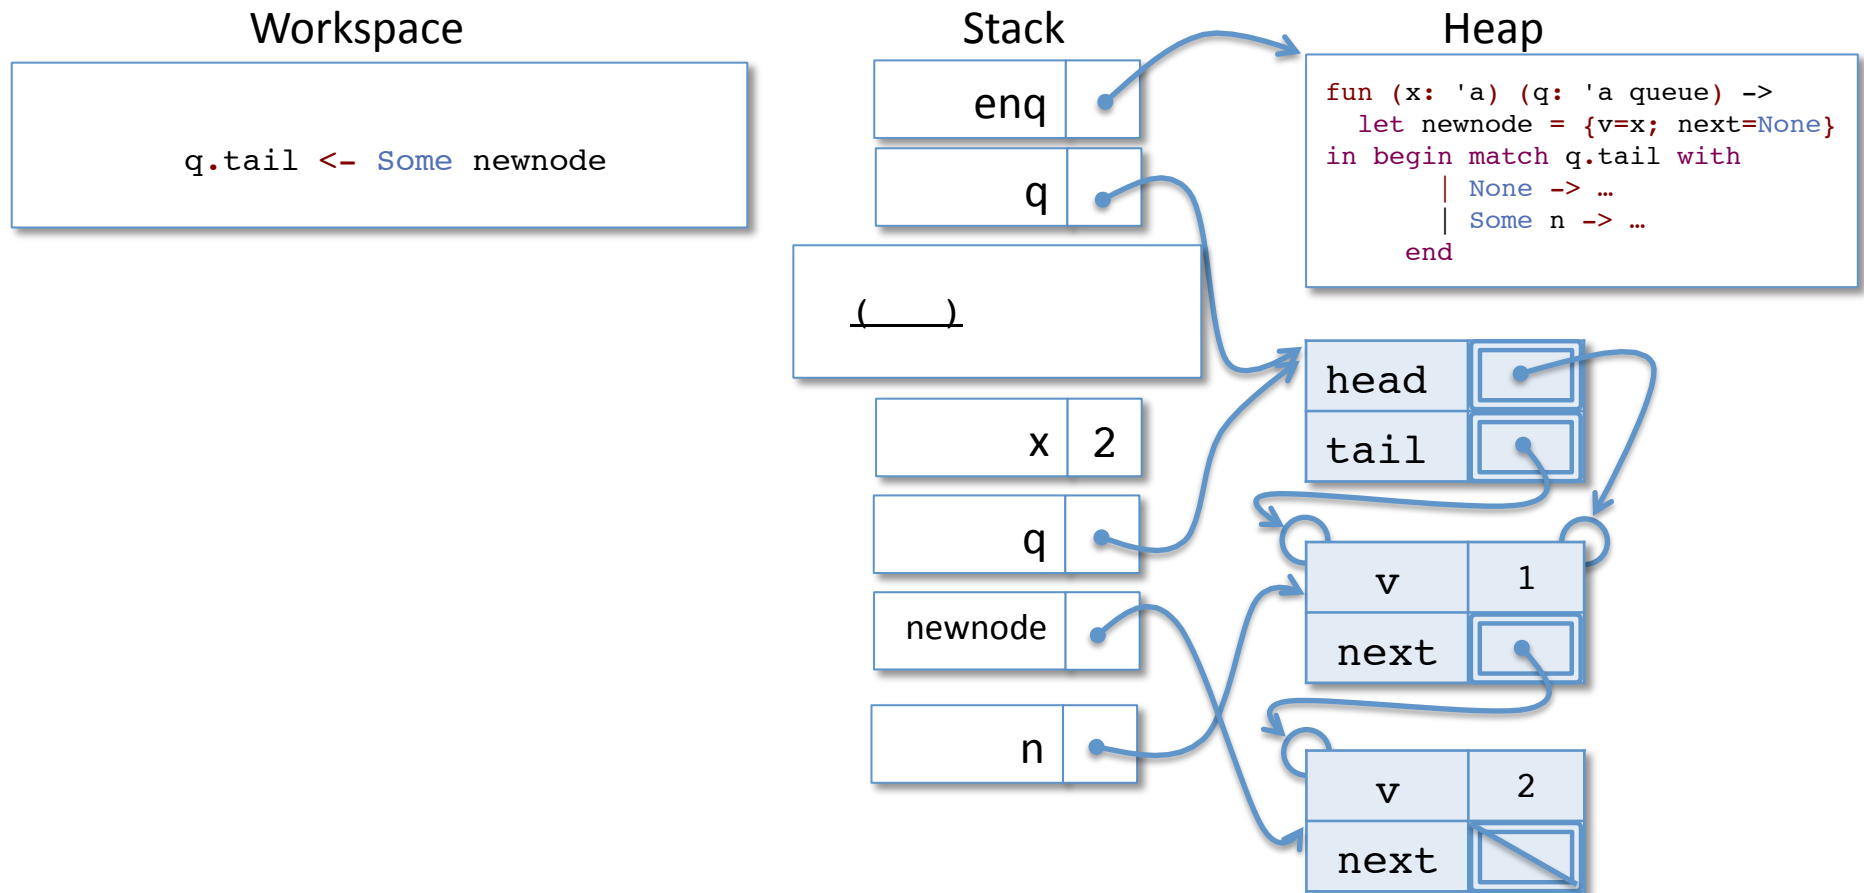 Workspace
Stack
Heap
q.tail <- Some newnode
enq
q
( )
x 2
q
newnode
n
fun (x: 'a) (q: 'a queue) ->
let newnode = {v=x; next=None}
in begin match q.tail with
| None -> …
| Some n -> …
end
head
tail
v 1
next
v 2
next